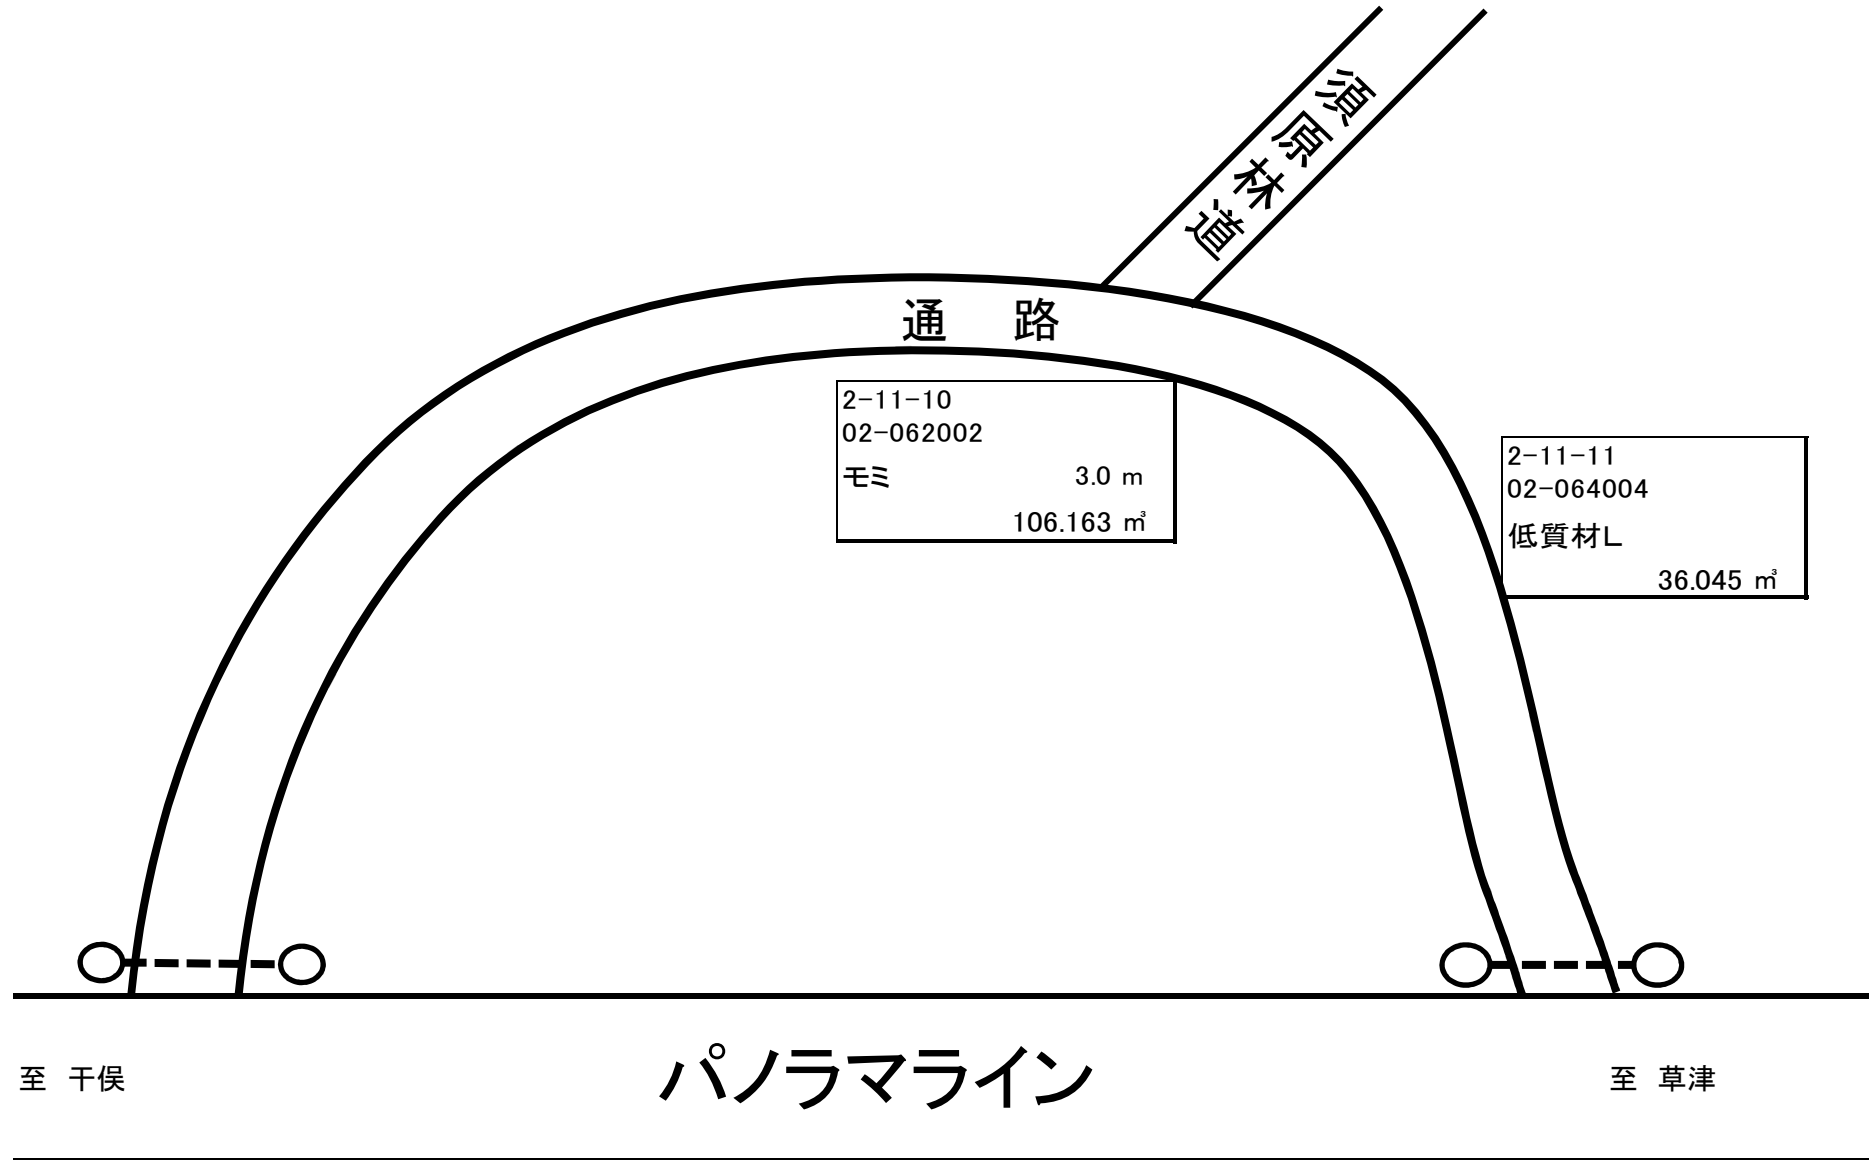 須原林道
通 路
2-11-10
02-062002
モミ 3.0 m
106.163 ㎥
2-11-11
02-064004
低質材L
36.045 ㎥
パノラマライン
至 干俣
至 草津